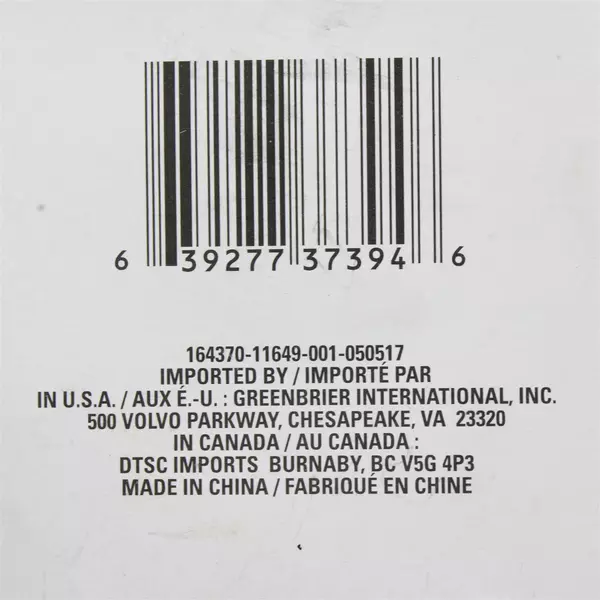 6 39277 37394 6
164370-11649-001-050517
IMPORTED BY / IMPORTÉ PAR
IN U.S.A. / AUX É.-U. : GREENBRIER INTERNATIONAL, INC.
500 VOLVO PARKWAY, CHESAPEAKE, VA 23320
IN CANADA / AU CANADA :
DTSC IMPORTS BURNABY, BC V5G 4P3
MADE IN CHINA / FABRIQUÉ EN CHINE